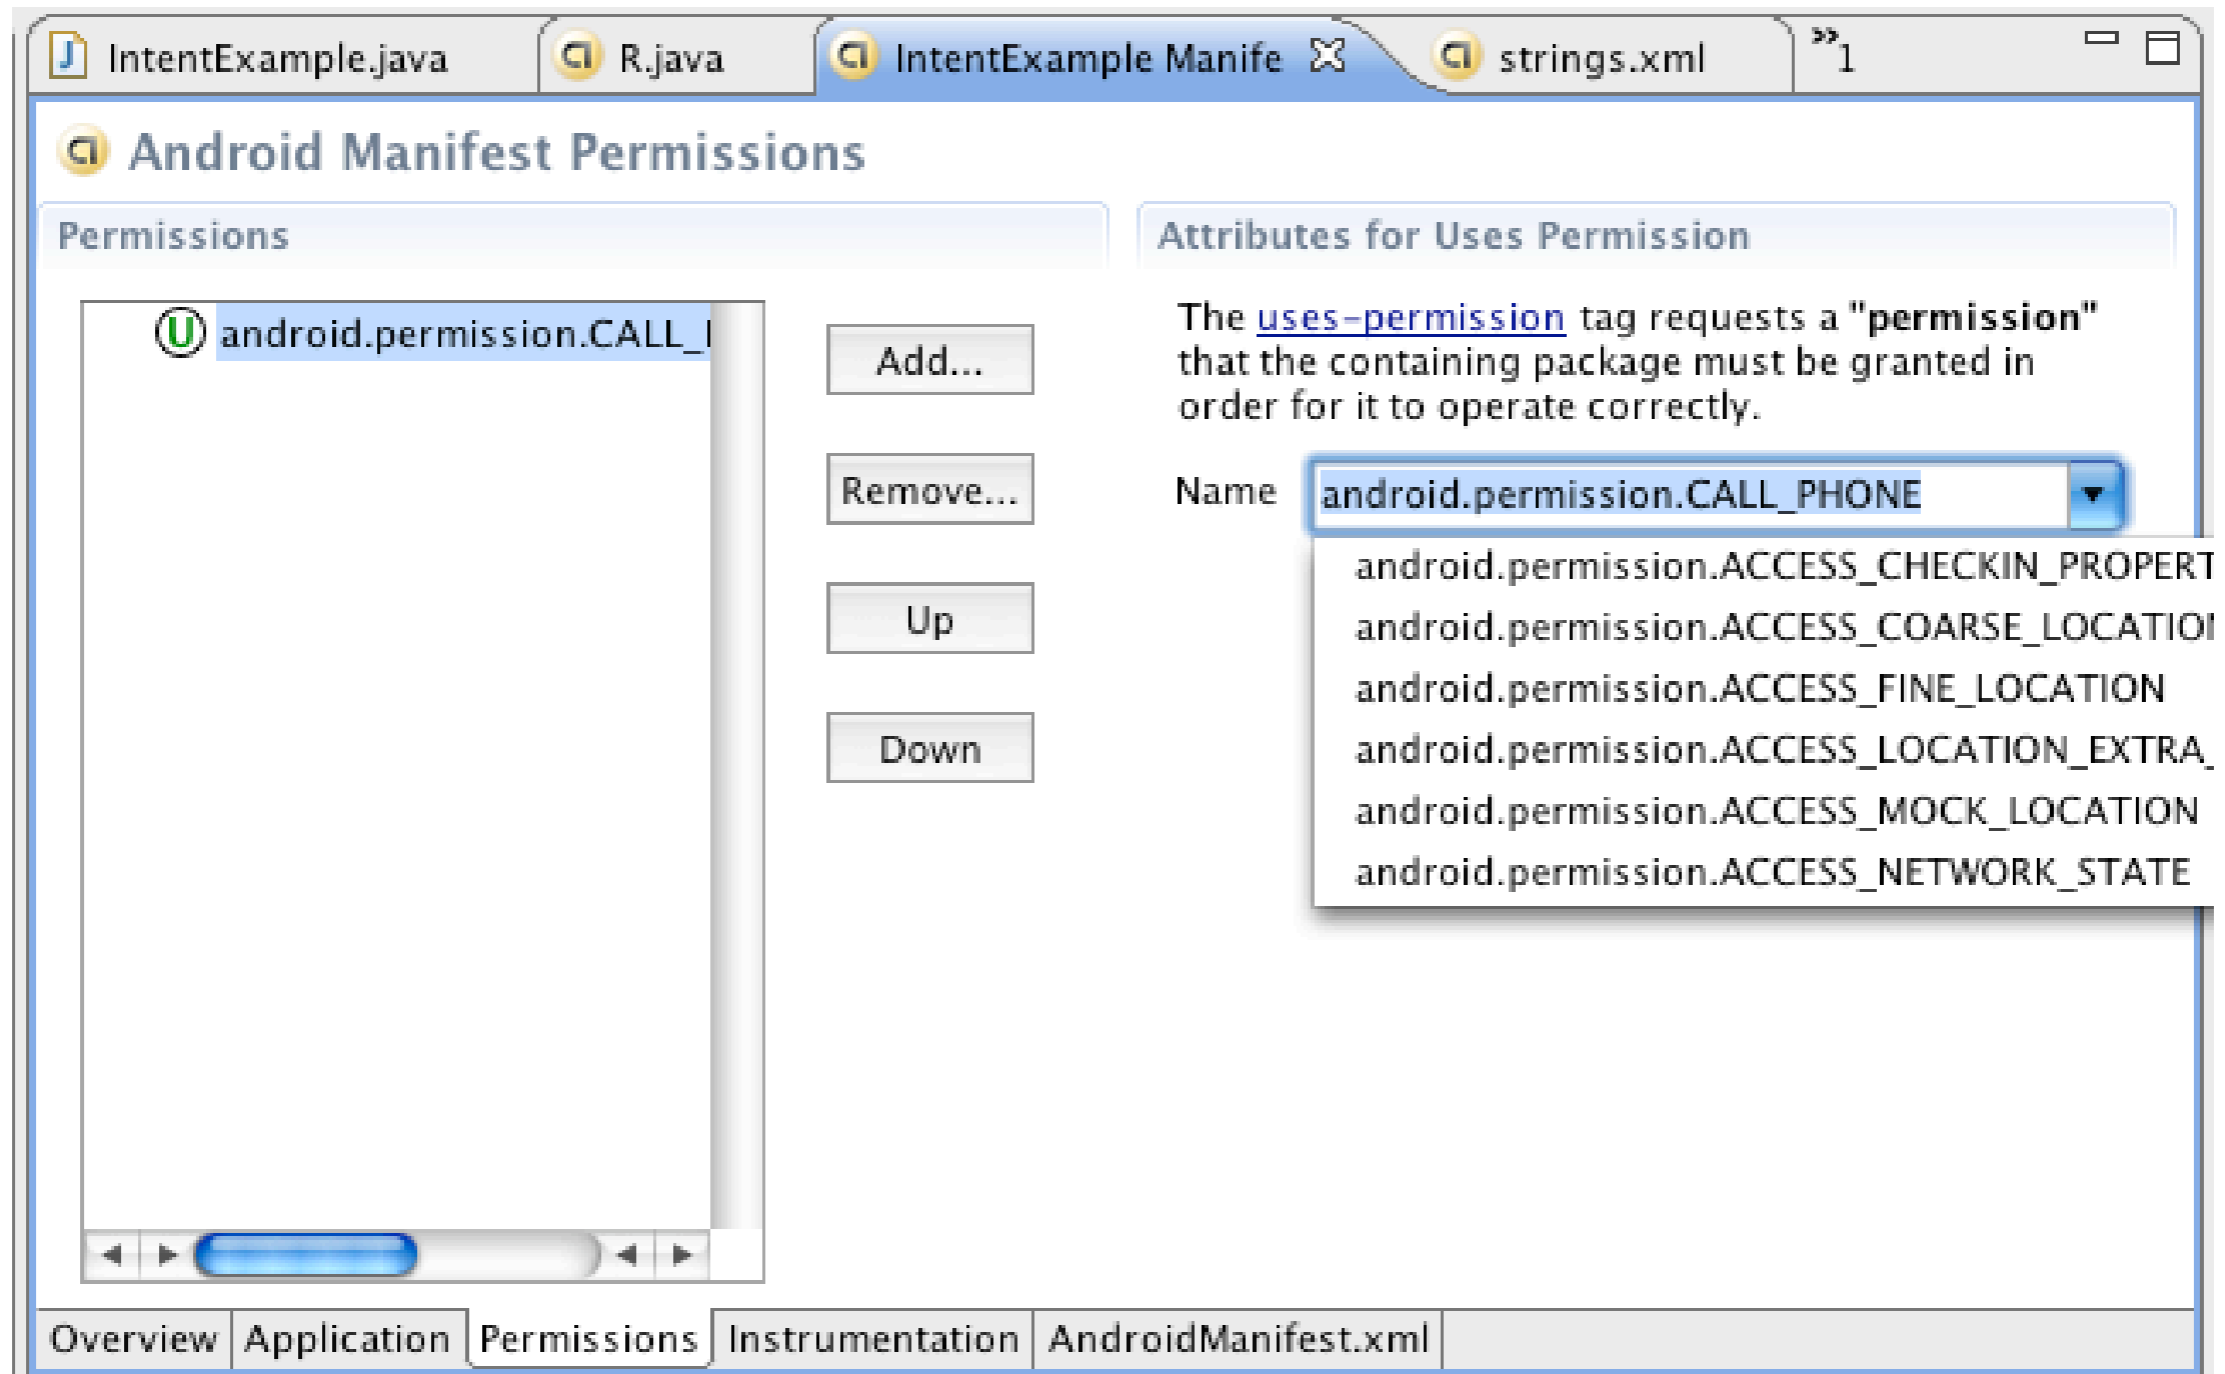 IntentExample.java
R.java
IntentExample Manife
strings.xml
»1
Android Manifest Permissions
Permissions
android.permission.CALL_
Add...
Remove...
Up
Down
Attributes for Uses Permission
The uses-permission tag requests a "permission"
that the containing package must be granted in
order for it to operate correctly.
Name
android.permission.CALL_PHONE
android.permission.ACCESS_CHECKIN_PROPERT
android.permission.ACCESS_COARSE_LOCATION
android.permission.ACCESS_FINE_LOCATION
android.permission.ACCESS_LOCATION_EXTRA_
android.permission.ACCESS_MOCK_LOCATION
android.permission.ACCESS_NETWORK_STATE
Overview
Application
Permissions
Instrumentation
AndroidManifest.xml